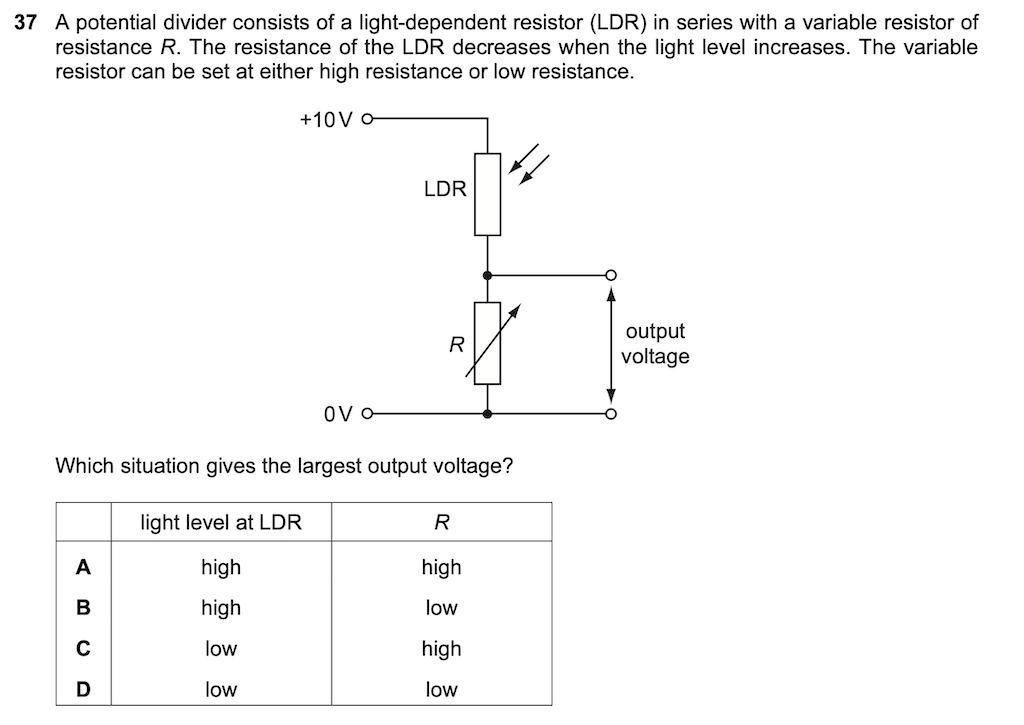 37 A potential divider consists of a light-dependent resistor (LDR) in series with a variable resistor of
resistance R. The resistance of the LDR decreases when the light level increases. The variable
resistor can be set at either high resistance or low resistance.
+10 V
LDR
R
output
voltage
0 V
Which situation gives the largest output voltage?
light level at LDR R
A high high
B high low
C low high
D low low